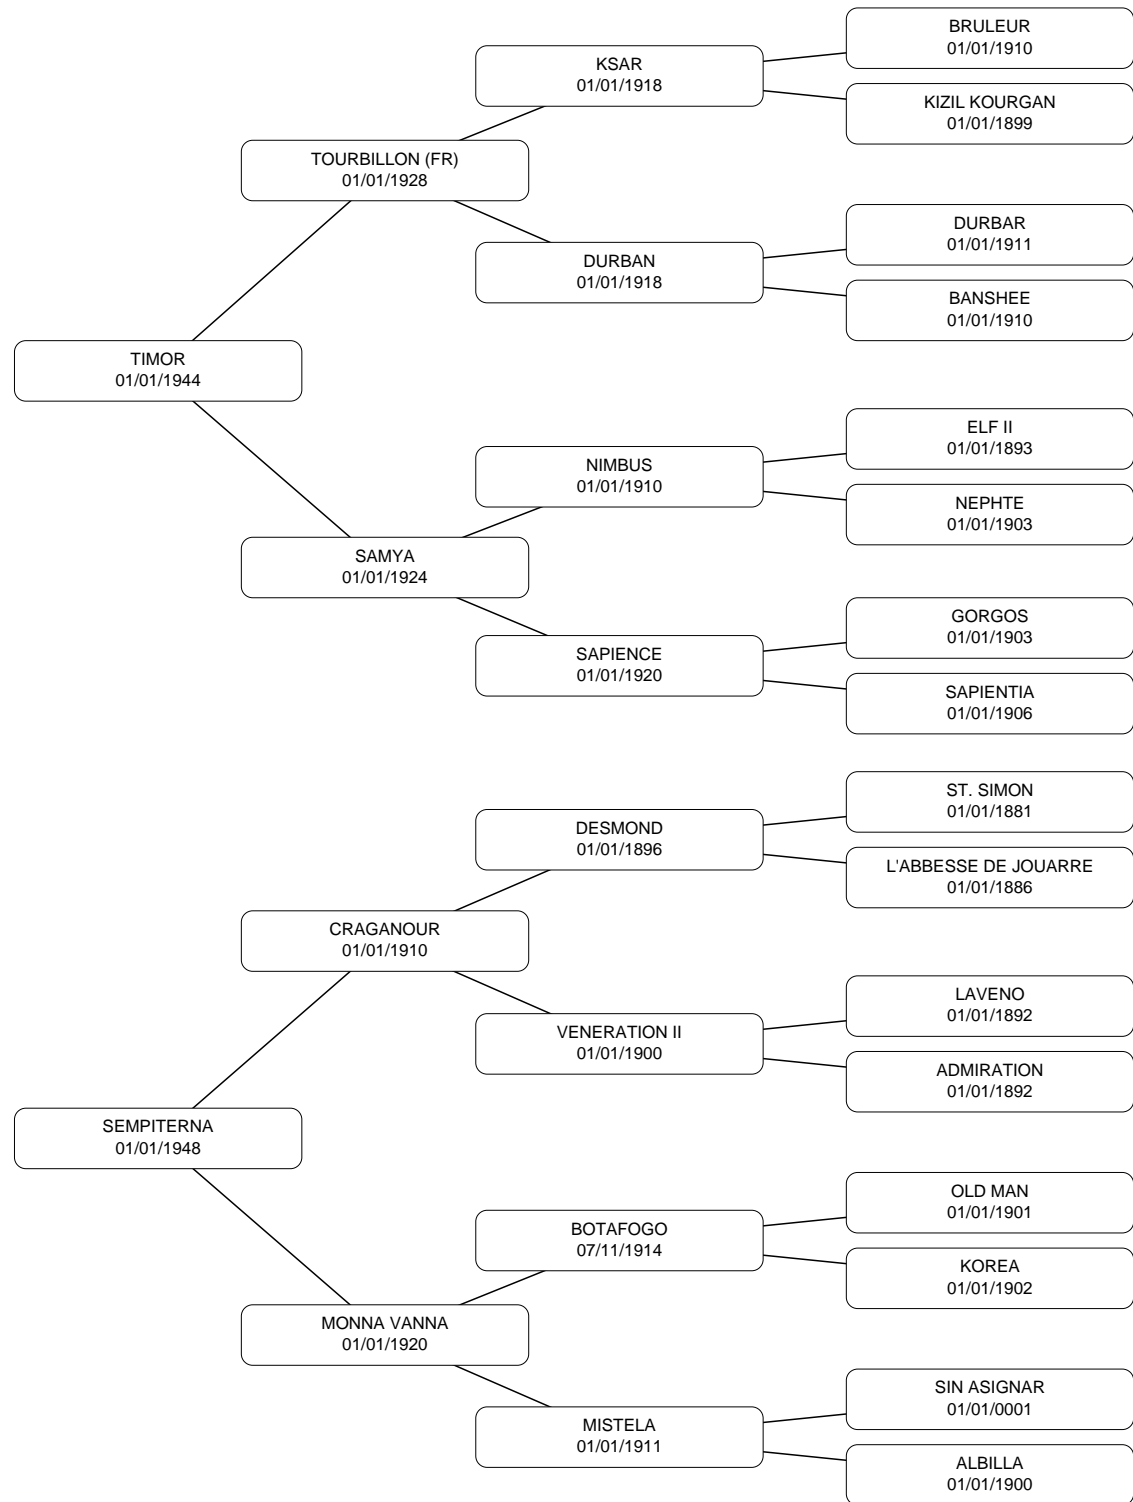 BRULEUR
01/01/1910
KSAR
01/01/1918
KIZIL KOURGAN
01/01/1899
TOURBILLON (FR)
01/01/1928
DURBAR
01/01/1911
DURBAN
01/01/1918
BANSHEE
01/01/1910
TIMOR
01/01/1944
ELF II
01/01/1893
NIMBUS
01/01/1910
NEPHTE
01/01/1903
SAMYA
01/01/1924
GORGOS
01/01/1903
SAPIENCE
01/01/1920
SAPIENTIA
01/01/1906
ST. SIMON
01/01/1881
DESMOND
01/01/1896
L'ABBESSE DE JOUARRE
01/01/1886
CRAGANOUR
01/01/1910
LAVENO
01/01/1892
VENERATION II
01/01/1900
ADMIRATION
01/01/1892
SEMPITERNA
01/01/1948
OLD MAN
01/01/1901
BOTAFOGO
07/11/1914
KOREA
01/01/1902
MONNA VANNA
01/01/1920
SIN ASIGNAR
01/01/0001
MISTELA
01/01/1911
ALBILLA
01/01/1900